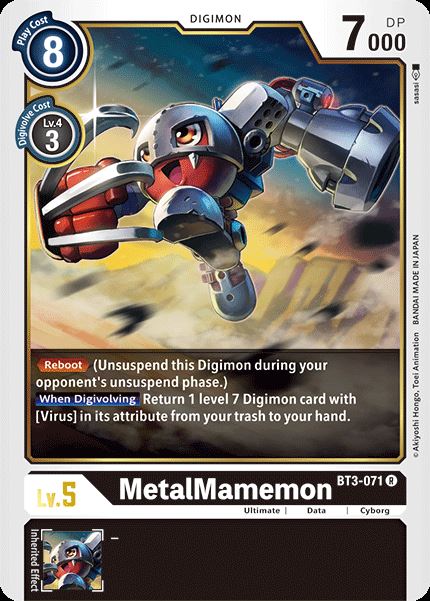 Play Cost
8
DIGIMON
DP
7000
Digivolve Cost
Lv.4
3
sasasi
Reboot (Unsuspend this Digimon during your
opponent's unsuspend phase.)
When Digivolving Return 1 level 7 Digimon card with
[Virus] in its attribute from your trash to your hand.
© Akiyoshi Hongo, Toei Animation BANDAI MADE IN JAPAN
Lv.5
MetalMamemon
BT3-071 R
Ultimate | Data | Cyborg
Inherited Effect
-